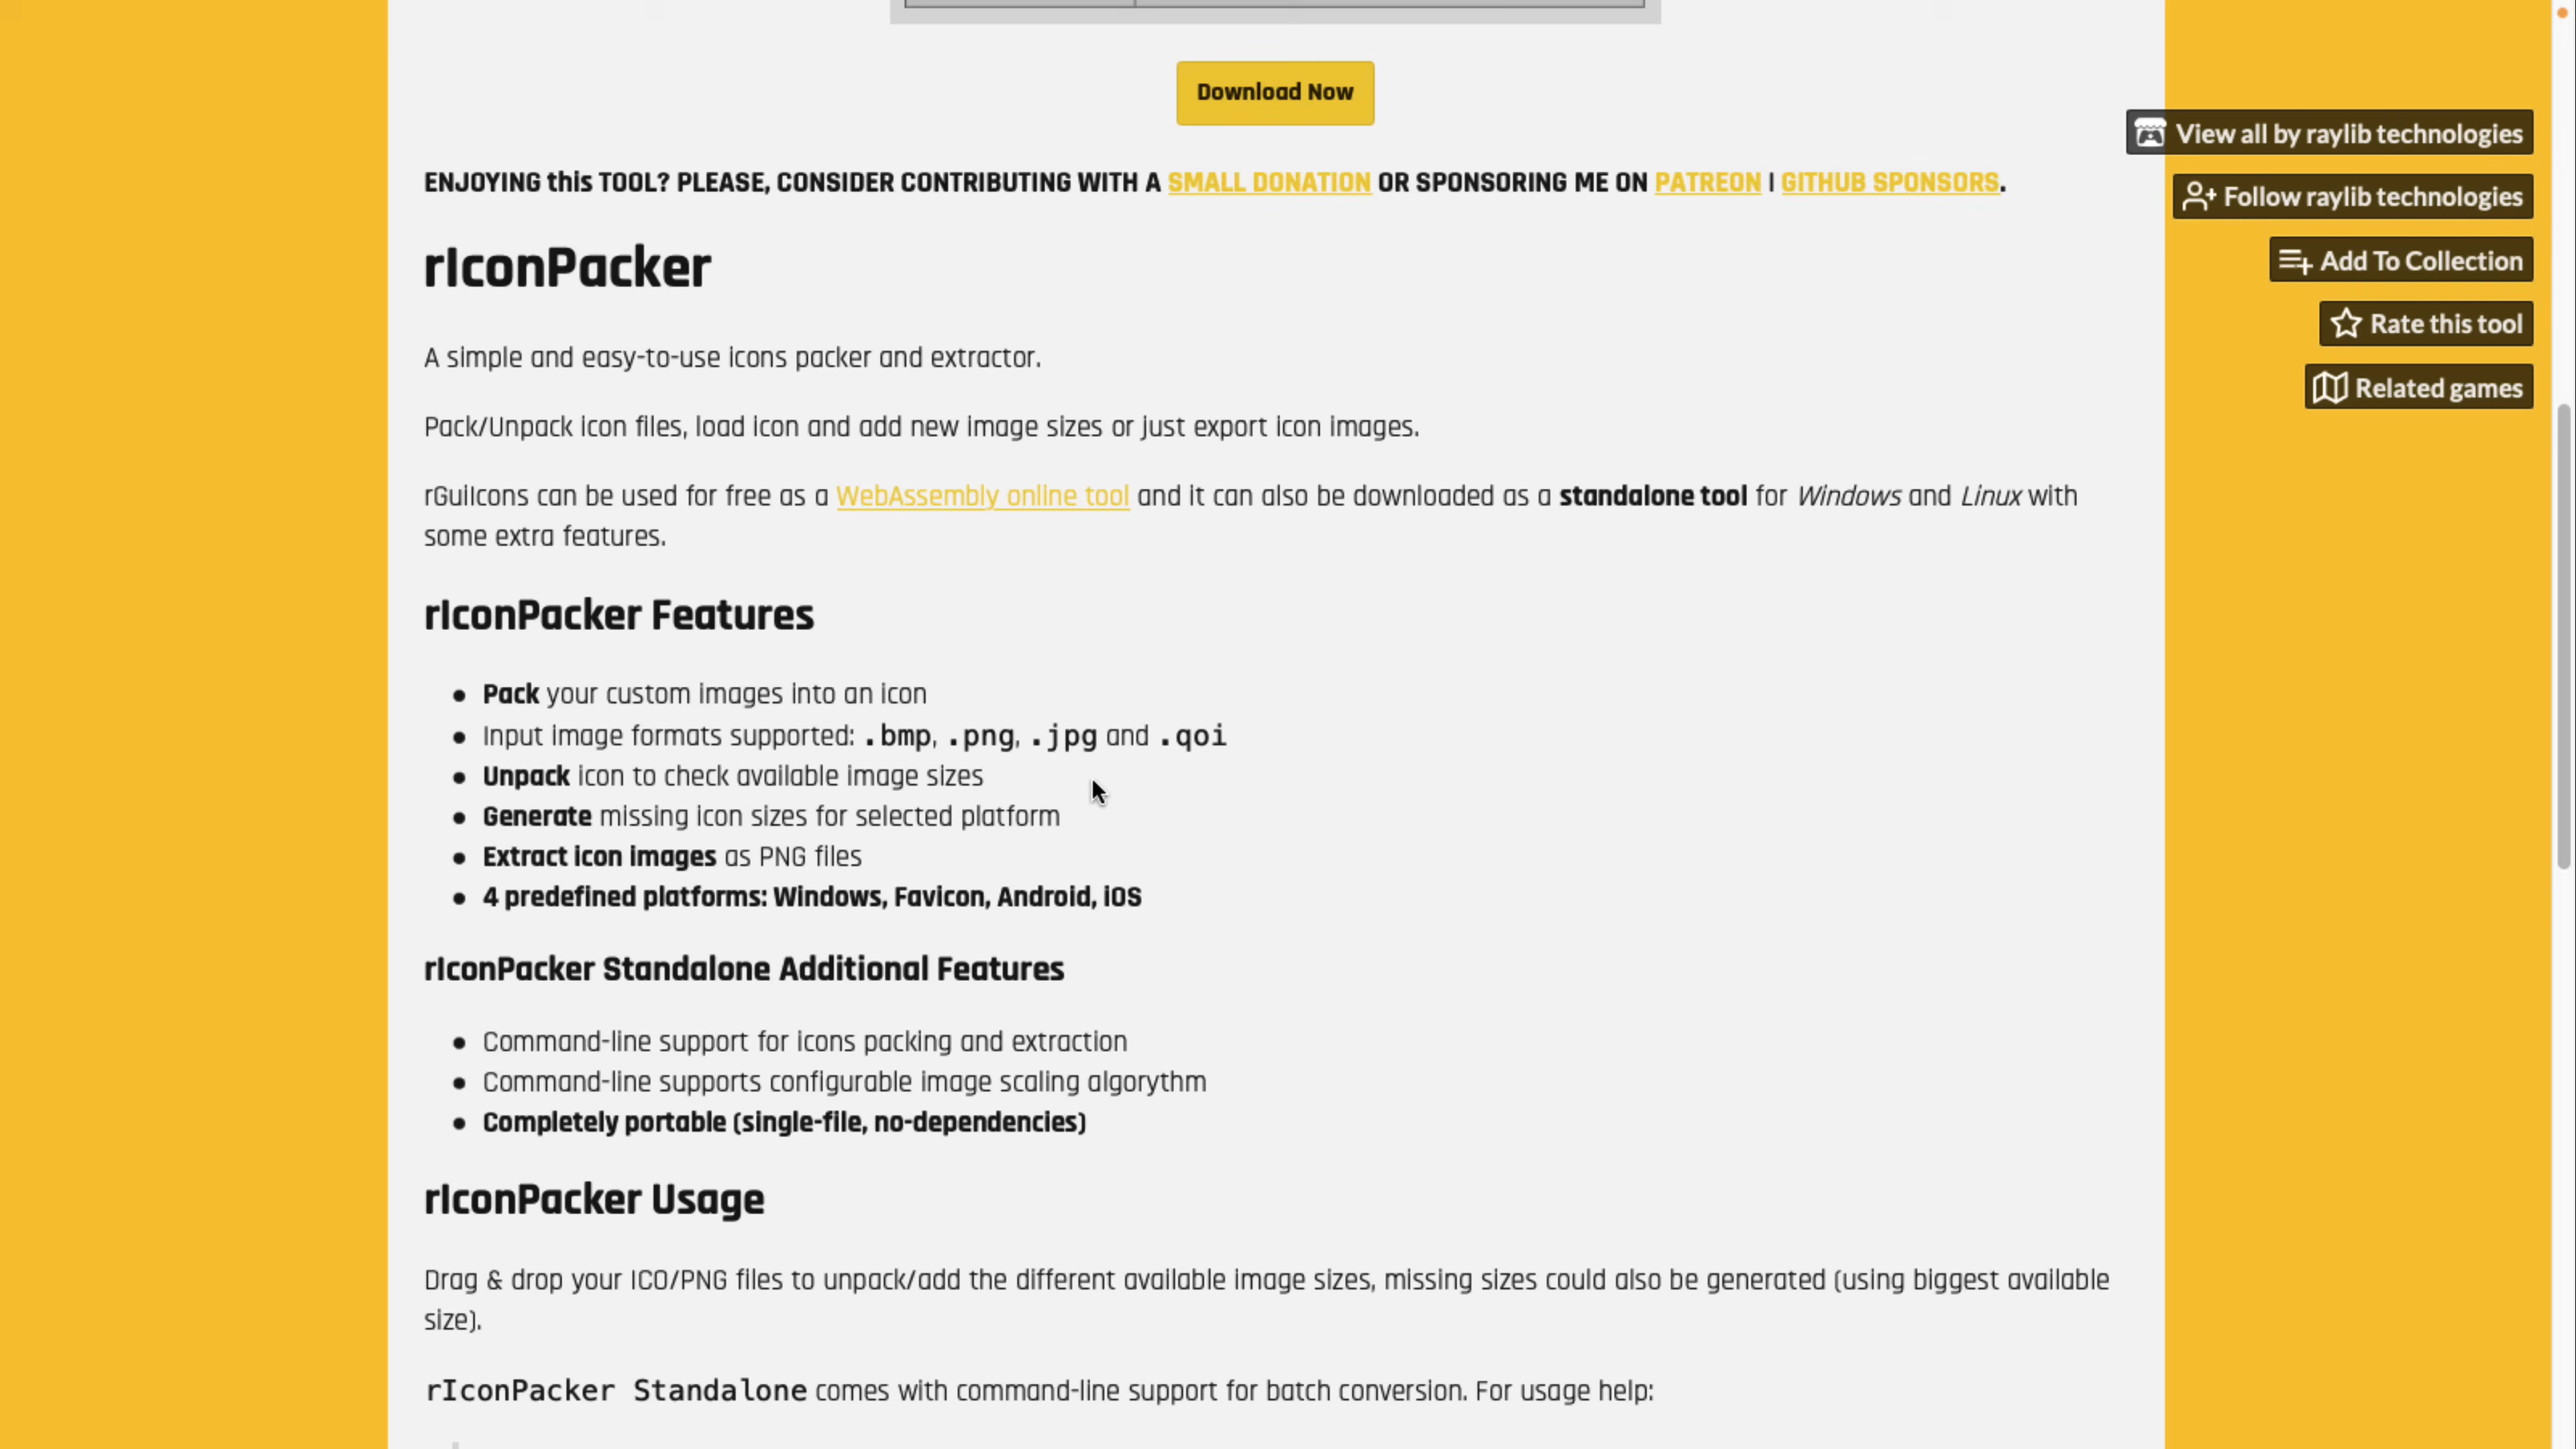 Download Now
View all by raylib technologies
Follow raylib technologies
Add To Collection
Rate this tool
Related games
ENJOYING this TOOL? PLEASE, CONSIDER CONTRIBUTING WITH A SMALL DONATION OR SPONSORING ME ON PATREON | GITHUB SPONSORS.
rIconPacker
A simple and easy-to-use icons packer and extractor.
Pack/Unpack icon files, load icon and add new image sizes or just export icon images.
rGuiIcons can be used for free as a WebAssembly online tool and it can also be downloaded as a standalone tool for Windows and Linux with
some extra features.
rIconPacker Features
● Pack your custom images into an icon
● Input image formats supported: .bmp, .png, .jpg and .qoi
● Unpack icon to check available image sizes
● Generate missing icon sizes for selected platform
● Extract icon images as PNG files
● 4 predefined platforms: Windows, Favicon, Android, iOS
rIconPacker Standalone Additional Features
● Command-line support for icons packing and extraction
● Command-line supports configurable image scaling algorythm
● Completely portable (single-file, no-dependencies)
rIconPacker Usage
Drag & drop your ICO/PNG files to unpack/add the different available image sizes, missing sizes could also be generated (using biggest available
size).
rIconPacker Standalone comes with command-line support for batch conversion. For usage help: